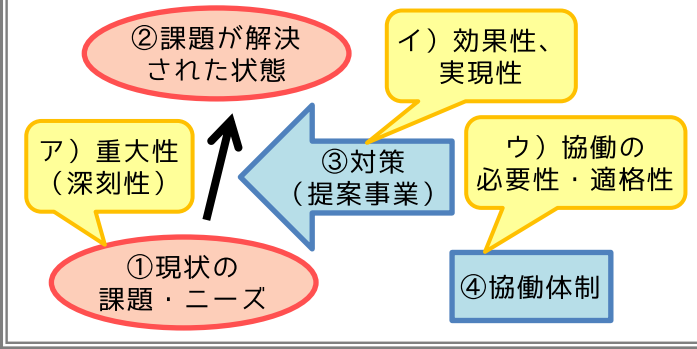 ②課題が解決
された状態
イ）効果性、
実現性
ア）重大性
（深刻性）
③対策
（提案事業）
ウ）協働の
必要性・適格性
①現状の
課題・ニーズ
④協働体制